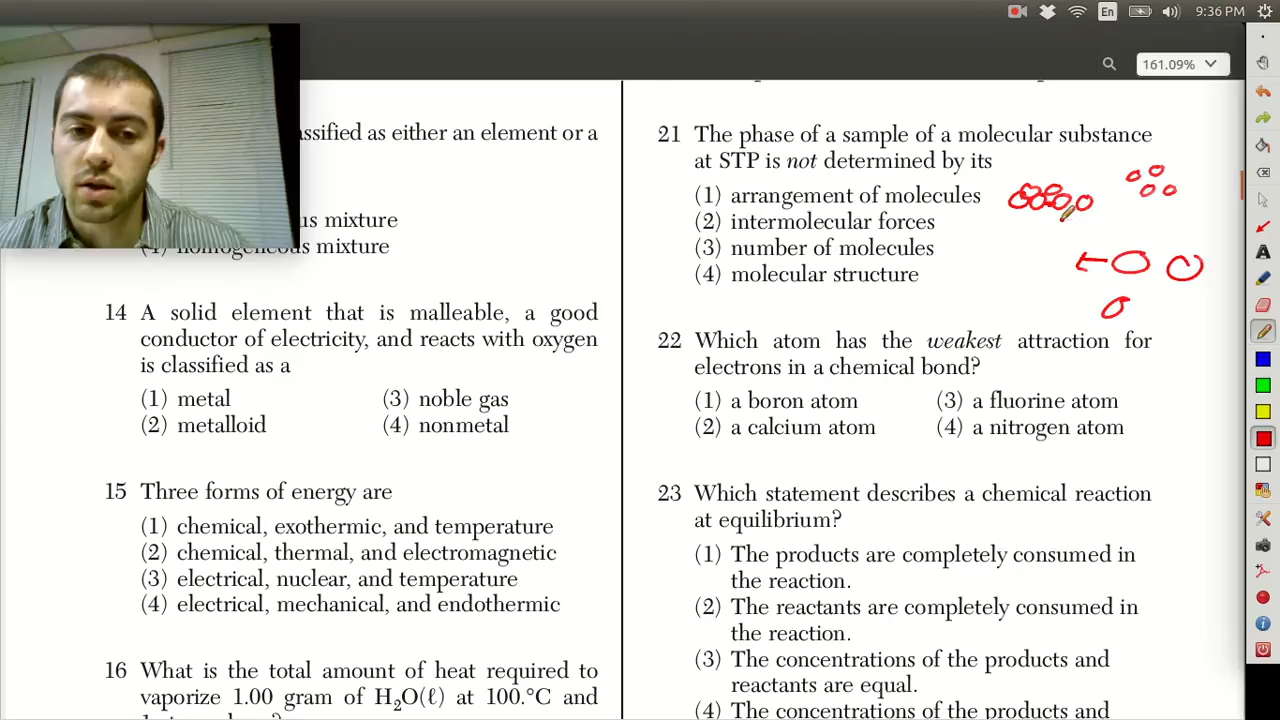 En
9:36 PM
161.09%
assified as either an element or a
us mixture
(4) homogeneous mixture
14 A solid element that is malleable, a good
conductor of electricity, and reacts with oxygen
is classified as a
(1) metal (3) noble gas
(2) metalloid (4) nonmetal
15 Three forms of energy are
(1) chemical, exothermic, and temperature
(2) chemical, thermal, and electromagnetic
(3) electrical, nuclear, and temperature
(4) electrical, mechanical, and endothermic
16 What is the total amount of heat required to
vaporize 1.00 gram of H₂O(ℓ) at 100.°C and
21 The phase of a sample of a molecular substance
at STP is not determined by its
(1) arrangement of molecules
(2) intermolecular forces
(3) number of molecules
(4) molecular structure
22 Which atom has the weakest attraction for
electrons in a chemical bond?
(1) a boron atom (3) a fluorine atom
(2) a calcium atom (4) a nitrogen atom
23 Which statement describes a chemical reaction
at equilibrium?
(1) The products are completely consumed in
the reaction.
(2) The reactants are completely consumed in
the reaction.
(3) The concentrations of the products and
reactants are equal.
(4) The concentrations of the products and